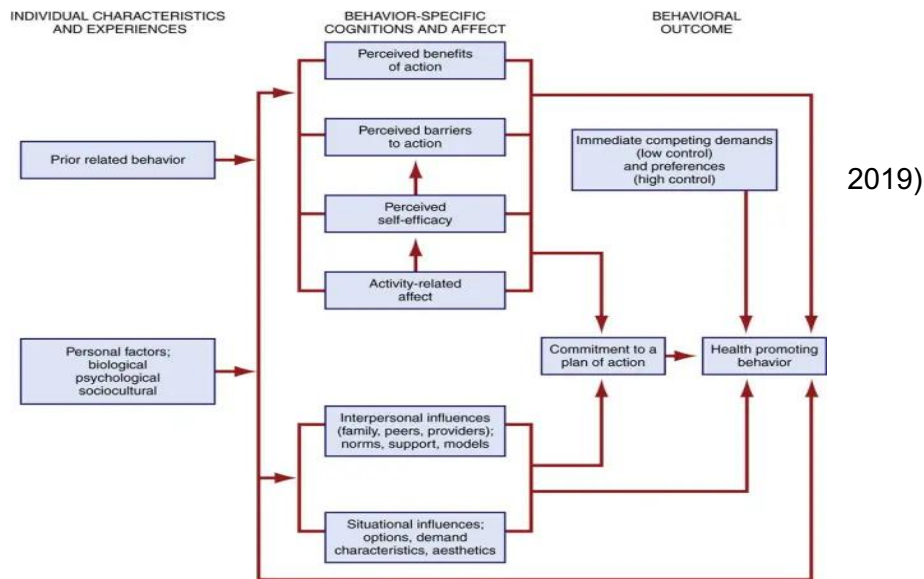 INDIVIDUAL CHARACTERISTICS
AND EXPERIENCES
BEHAVIOR-SPECIFIC
COGNITIONS AND AFFECT
BEHAVIORAL
OUTCOME
Perceived benefits
of action
Prior related behavior
Perceived barriers
to action
Immediate competing demands
(low control)
and preferences
(high control)
2019)
Perceived
self-efficacy
Activity-related
affect
Personal factors;
biological
psychological
sociocultural
Commitment to a
plan of action
Health promoting
behavior
Interpersonal influences
(family, peers, providers);
norms, support, models
Situational influences;
options, demand
characteristics, aesthetics